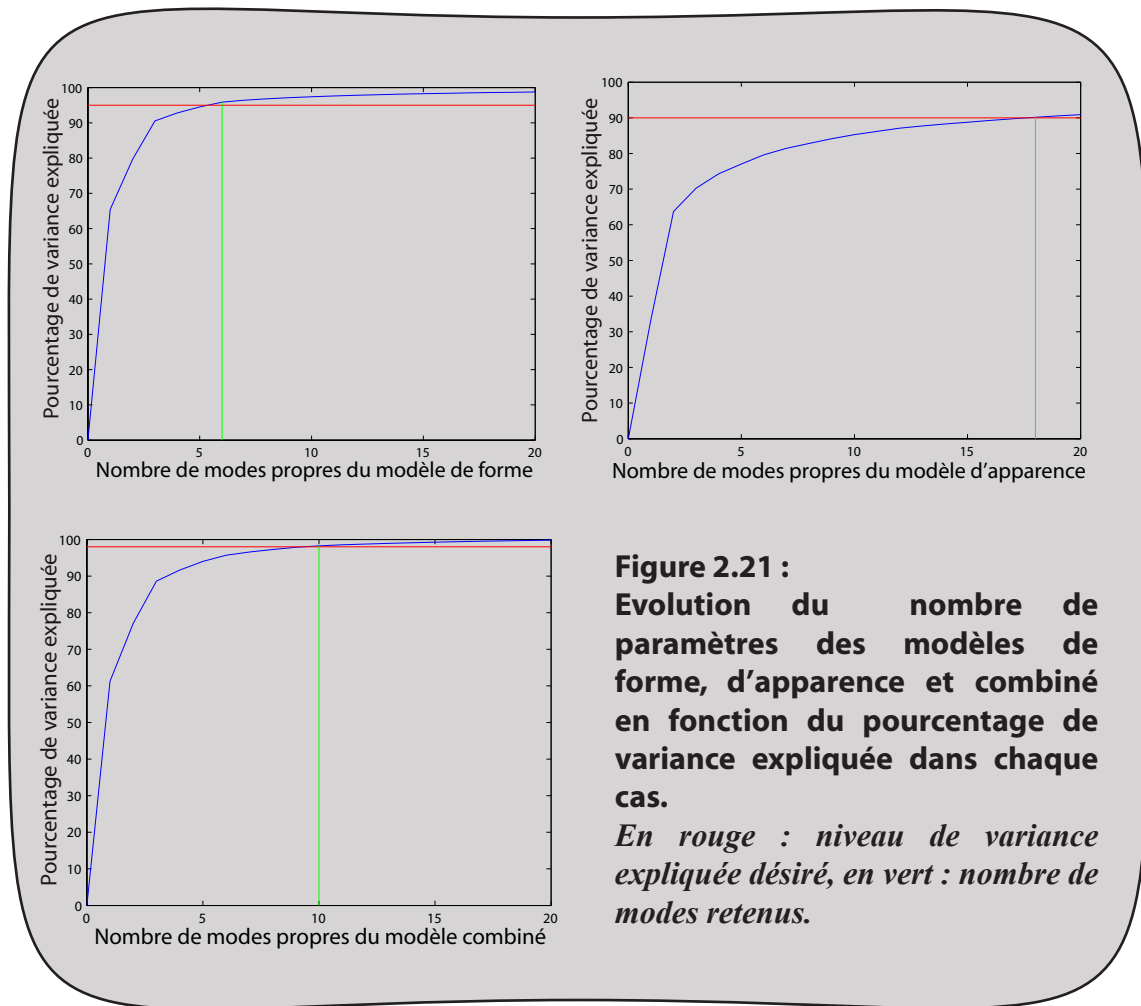 100
90
80
70
60
50
40
30
20
10
0
Pourcentage de variance expliquée
0 5 10 15 20
Nombre de modes propres du modèle de forme
100
90
80
70
60
50
40
30
20
10
0
Pourcentage de variance expliquée
0 5 10 15 20
Nombre de modes propres du modèle d'apparence
100
90
80
70
60
50
40
30
20
10
0
Pourcentage de variance expliquée
0 5 10 15 20
Nombre de modes propres du modèle combiné
Figure 2.21 :
Evolution du nombre de
paramètres des modèles de
forme, d'apparence et combiné
en fonction du pourcentage de
variance expliquée dans chaque
cas.
En rouge : niveau de variance
expliquée désiré, en vert : nombre de
modes retenus.